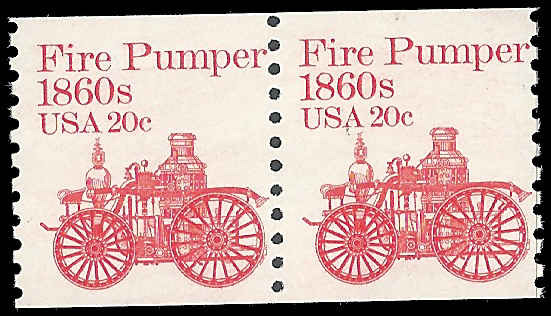 Fire Pumper
1860s
USA 20c
Fire Pumper
1860s
USA 20c